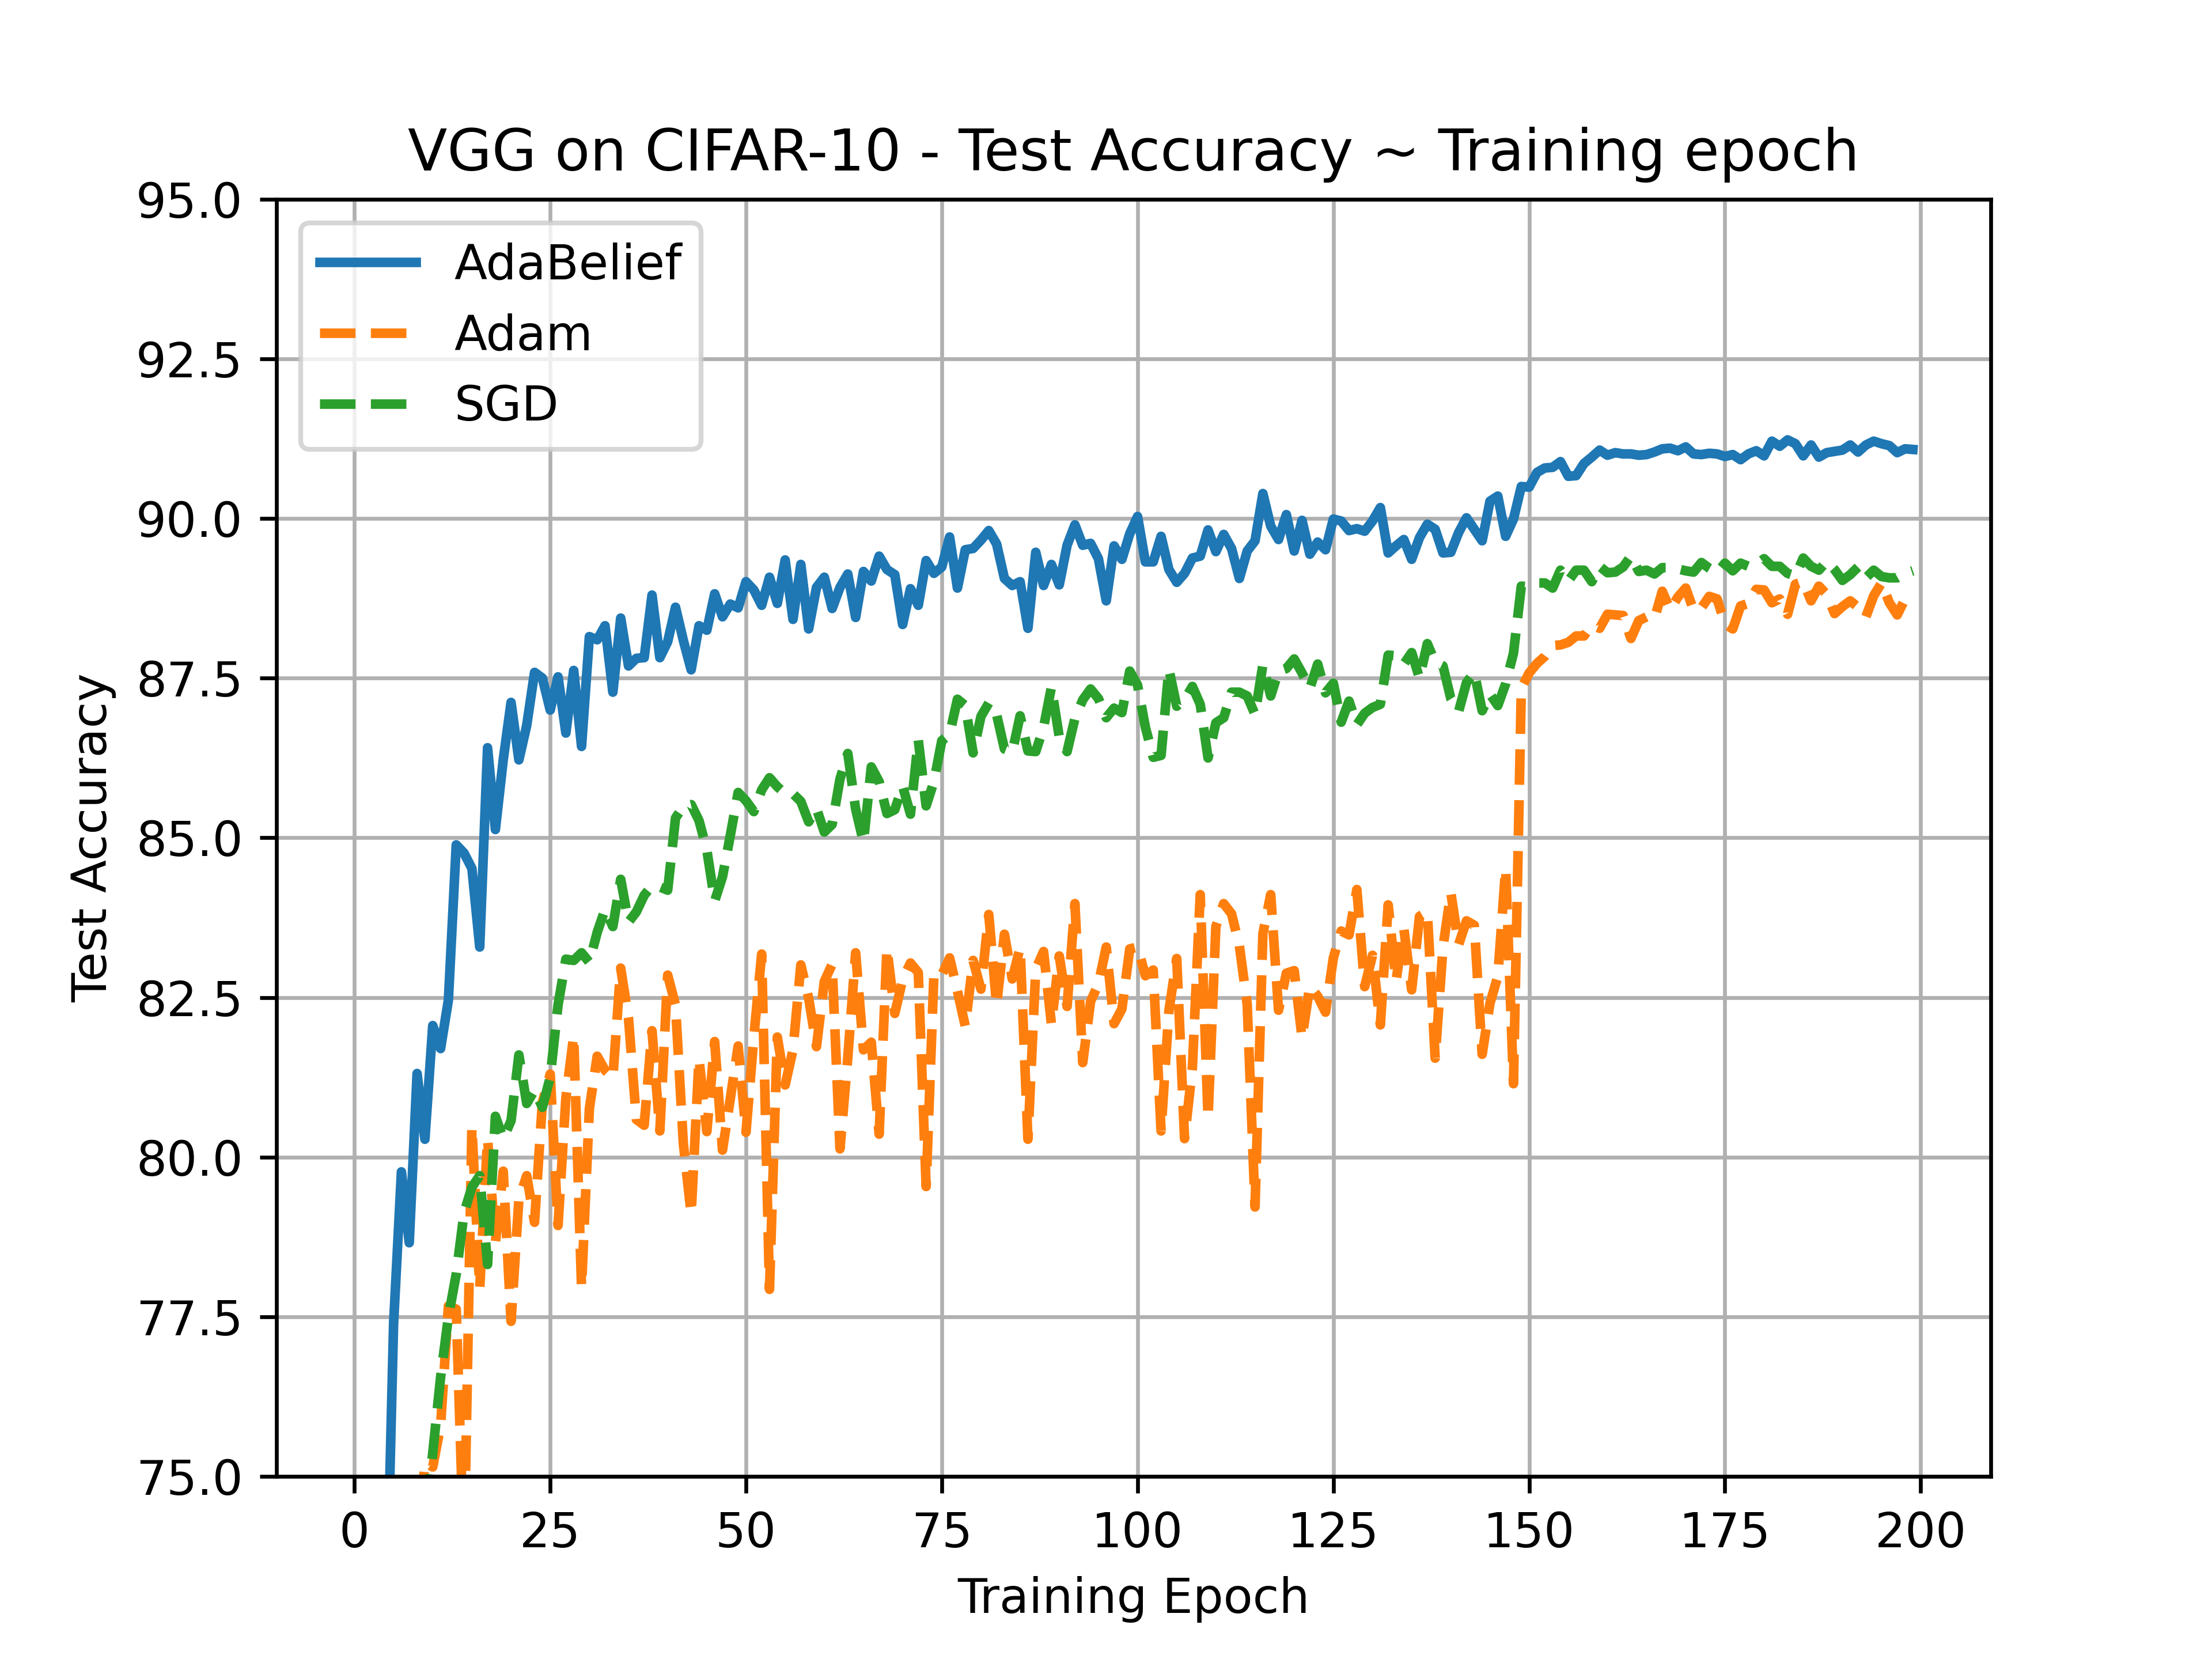 VGG on CIFAR-10 - Test Accuracy ~ Training epoch
95.0
92.5
90.0
87.5
85.0
82.5
80.0
77.5
75.0
Test Accuracy
AdaBelief
Adam
SGD
0 25 50 75 100 125 150 175 200
Training Epoch